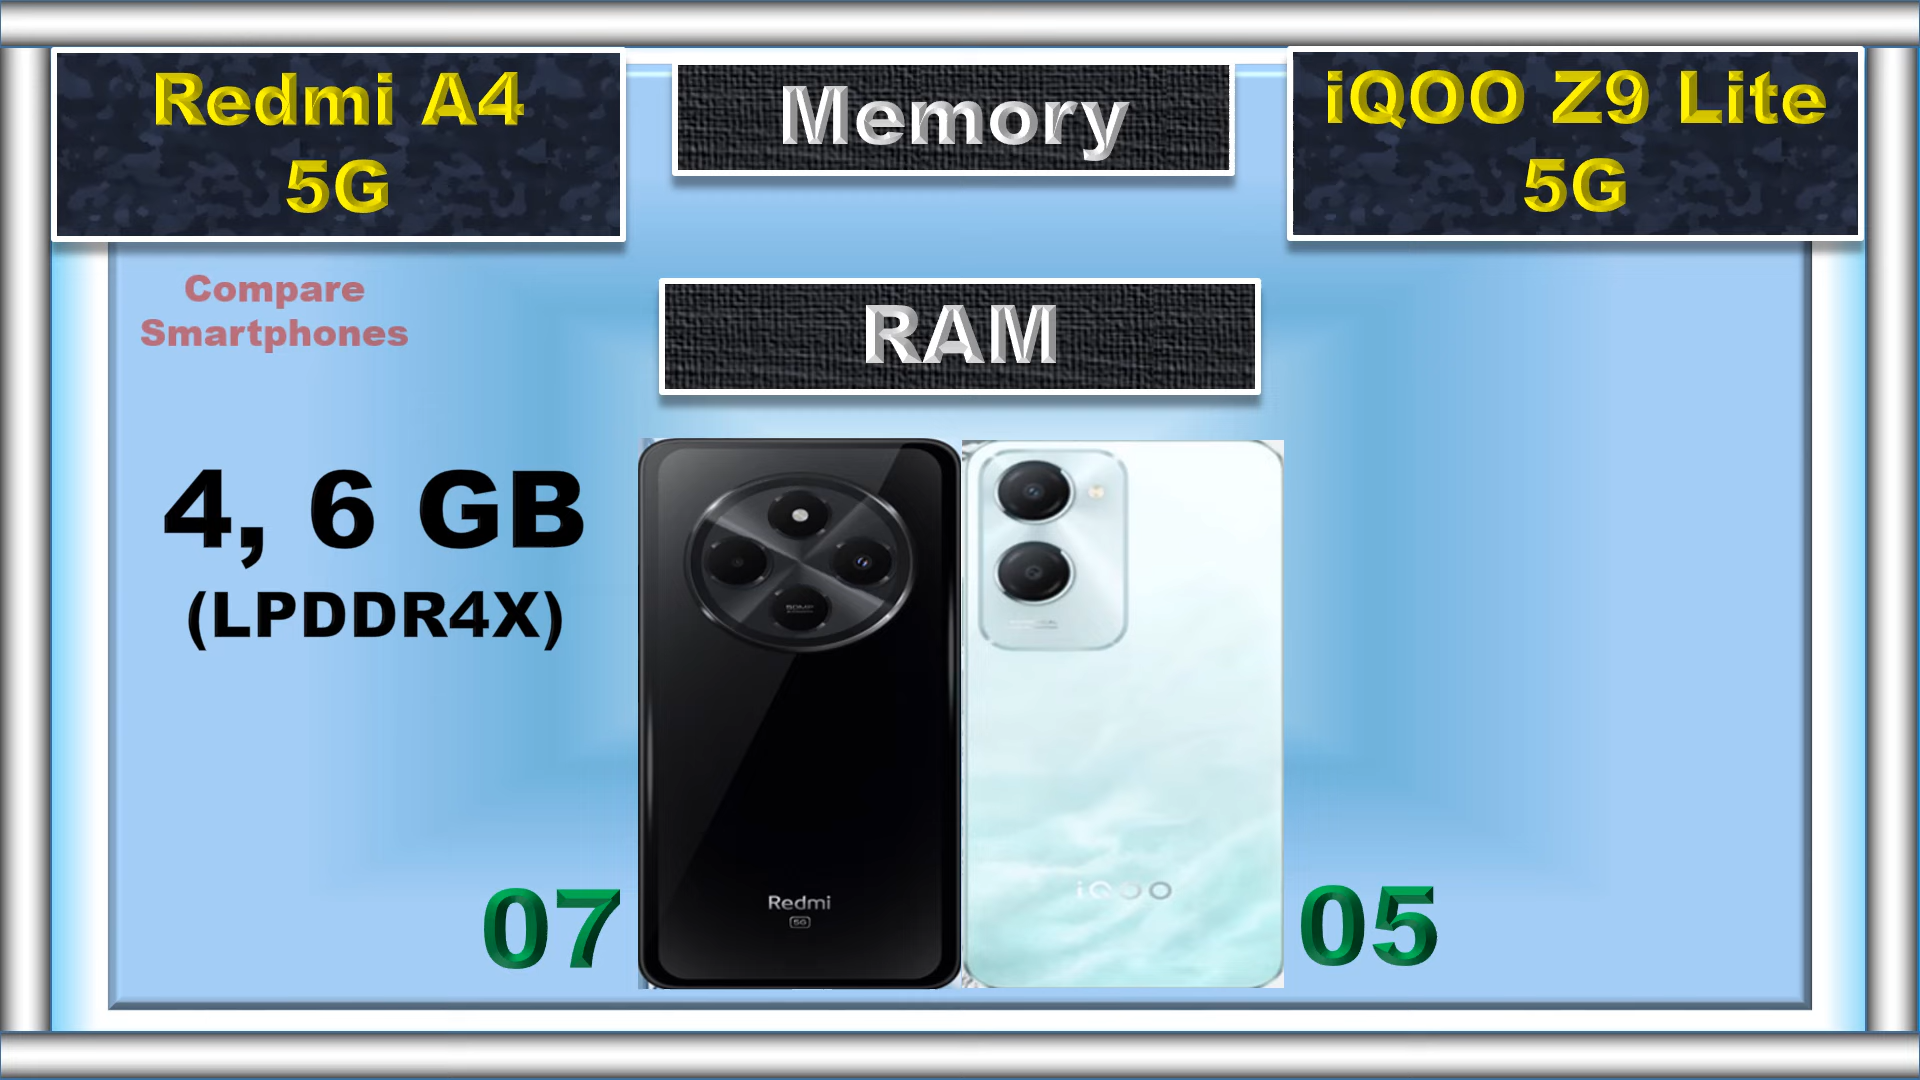 Redmi A4
5G
Memory
iQOO Z9 Lite
5G
Compare
Smartphones
RAM
4, 6 GB
(LPDDR4X)
50MP
Redmi
5G
iQOO
07
05